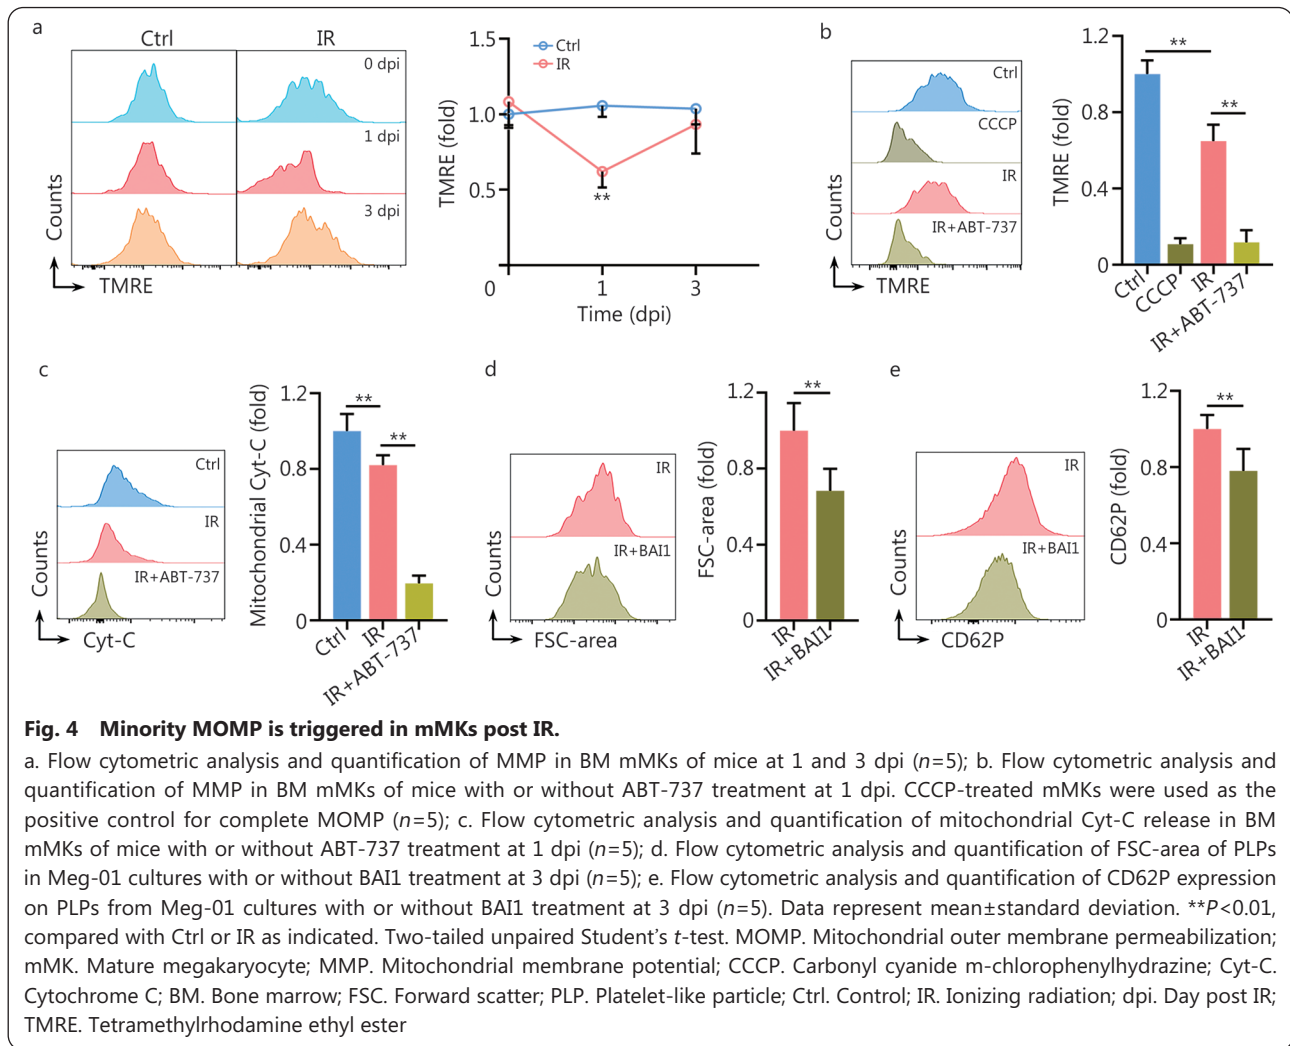 a
Ctrl
IR
0 dpi
1 dpi
3 dpi
Counts
TMRE
1.5
1.0
0.5
0
1
3
TMRE (fold)
Time (dpi)
Ctrl
IR
**
b
Ctrl
CCCP
IR
IR+ABT-737
Counts
TMRE
1.2
0.8
0.4
0
TMRE (fold)
**
**
Ctrl
CCCP
IR
IR+ABT-737
c
Ctrl
IR
IR+ABT-737
Counts
Cyt-C
1.2
0.8
0.4
0
Mitochondrial Cyt-C (fold)
**
**
Ctrl
IR
IR+ABT-737
d
IR
IR+BAI1
Counts
FSC-area
1.2
0.8
0.4
0
FSC-area (fold)
**
IR
IR+BAI1
e
IR
IR+BAI1
Counts
CD62P
1.2
0.8
0.4
0
CD62P (fold)
**
IR
IR+BAI1
Fig. 4 Minority MOMP is triggered in mMKs post IR.
a. Flow cytometric analysis and quantification of MMP in BM mMKs of mice at 1 and 3 dpi (n=5); b. Flow cytometric analysis and
quantification of MMP in BM mMKs of mice with or without ABT-737 treatment at 1 dpi. CCCP-treated mMKs were used as the
positive control for complete MOMP (n=5); c. Flow cytometric analysis and quantification of mitochondrial Cyt-C release in BM
mMKs of mice with or without ABT-737 treatment at 1 dpi (n=5); d. Flow cytometric analysis and quantification of FSC-area of PLPs
in Meg-01 cultures with or without BAI1 treatment at 3 dpi (n=5); e. Flow cytometric analysis and quantification of CD62P expression
on PLPs from Meg-01 cultures with or without BAI1 treatment at 3 dpi (n=5). Data represent mean±standard deviation. **P<0.01,
compared with Ctrl or IR as indicated. Two-tailed unpaired Student’s t-test. MOMP. Mitochondrial outer membrane permeabilization;
mMK. Mature megakaryocyte; MMP. Mitochondrial membrane potential; CCCP. Carbonyl cyanide m-chlorophenylhydrazine; Cyt-C.
Cytochrome C; BM. Bone marrow; FSC. Forward scatter; PLP. Platelet-like particle; Ctrl. Control; IR. Ionizing radiation; dpi. Day post IR;
TMRE. Tetramethylrhodamine ethyl ester